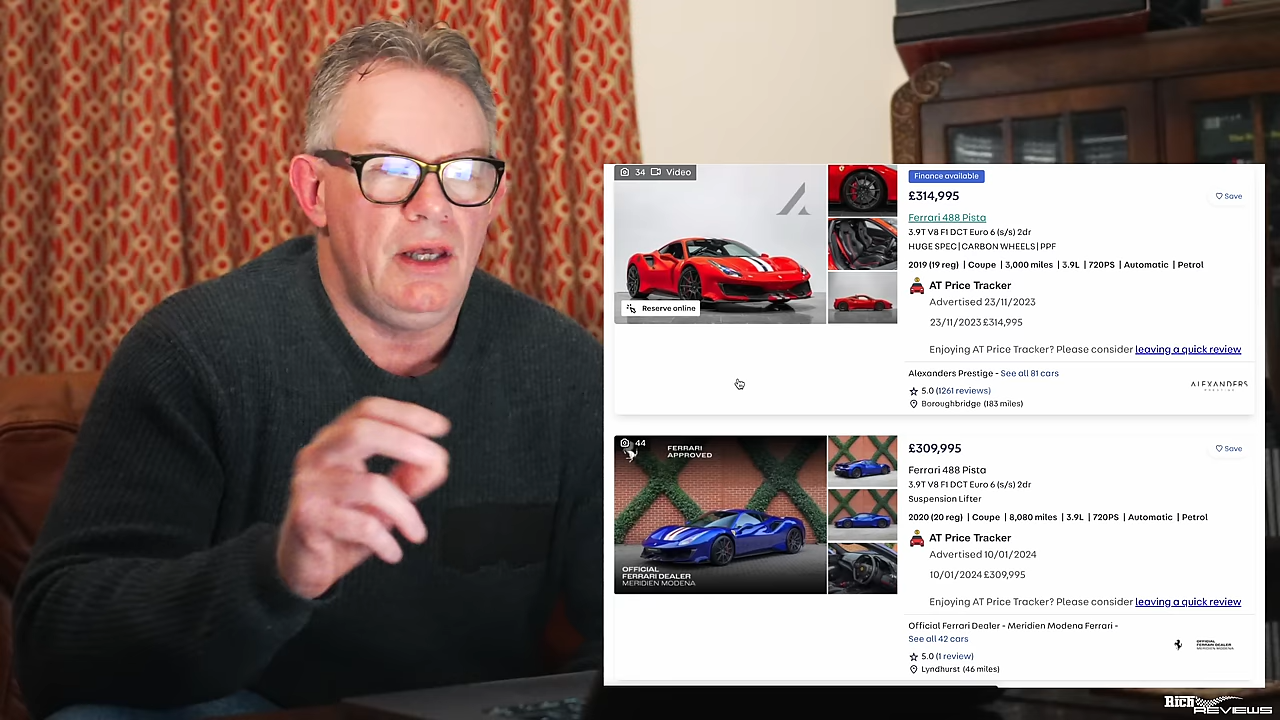 34 Video
Reserve online
Finance available
£314,995
Save
Ferrari 488 Pista
3.9T V8 F1 DCT Euro 6 (s/s) 2dr
HUGE SPEC|CARBON WHEELS|PPF
2019 (19 reg) | Coupe | 3,000 miles | 3.9L | 720PS | Automatic | Petrol
AT Price Tracker
Advertised 23/11/2023
23/11/2023 £314,995
Enjoying AT Price Tracker? Please consider leaving a quick review
Alexanders Prestige - See all 81 cars
5.0 (1261 reviews)
Boroughbridge (183 miles)
ALEXANDERS
44
FERRARI
APPROVED
OFFICIAL
FERRARI DEALER
MERIDIEN MODENA
£309,995
Save
Ferrari 488 Pista
3.9T V8 F1 DCT Euro 6 (s/s) 2dr
Suspension Lifter
2020 (20 reg) | Coupe | 8,080 miles | 3.9L | 720PS | Automatic | Petrol
AT Price Tracker
Advertised 10/01/2024
10/01/2024 £309,995
Enjoying AT Price Tracker? Please consider leaving a quick review
Official Ferrari Dealer - Meridien Modena Ferrari -
See all 42 cars
5.0 (1 review)
Lyndhurst (46 miles)
OFFICIAL
FERRARI DEALER
MERIDIEN MODENA
Rich
REVIEWS